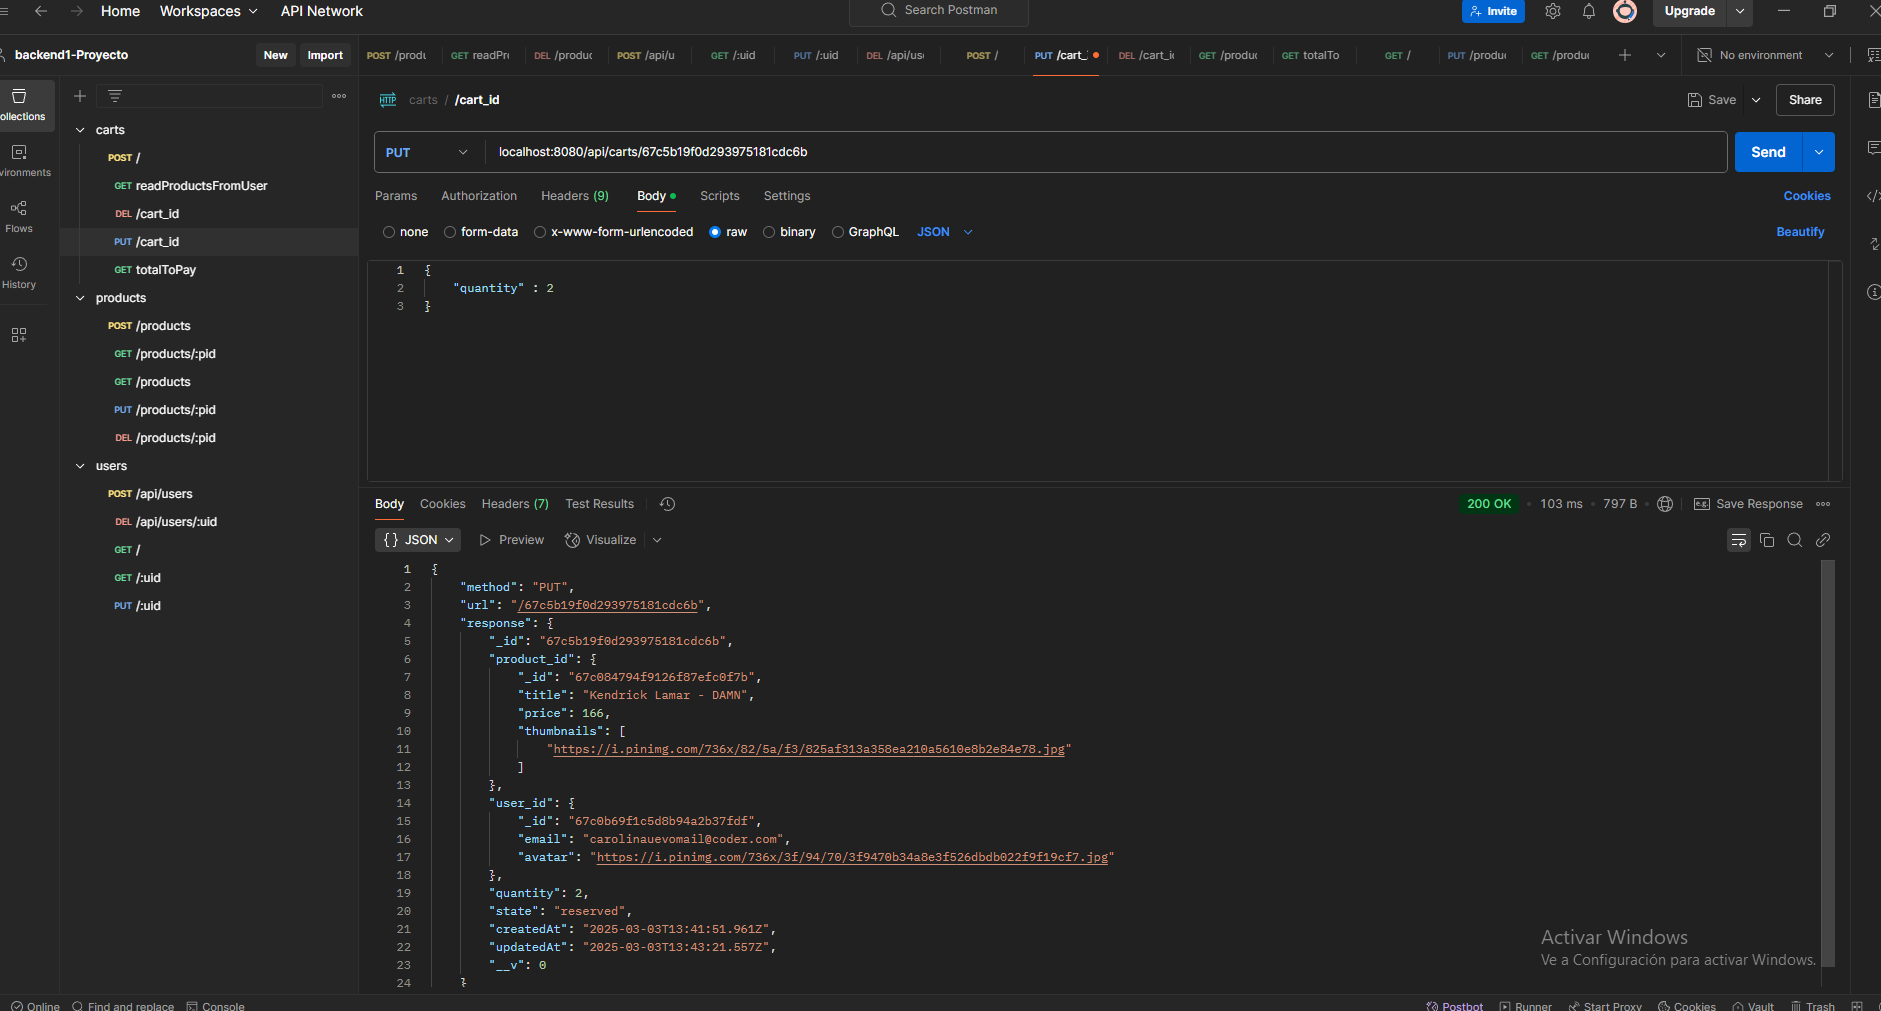 Home Workspaces API Network Search Postman Invite Upgrade
backend1-Proyecto New Import POST /produ GET readPr DEL /produc POST /api/u GET /:uid PUT /:uid DEL /api/us POST / PUT /cart_ DEL /cart_ic GET /produ GET totalTo GET / PUT /produ GET /produ No environment
ollections
vironments
Flows
History
carts
POST /
GET readProductsFromUser
DEL /cart_id
PUT /cart_id
GET totalToPay
products
POST /products
GET /products/:pid
GET /products
PUT /products/:pid
DEL /products/:pid
users
POST /api/users
DEL /api/users/:uid
GET /
GET /:uid
PUT /:uid
HTTP carts / /cart_id Save Share
PUT localhost:8080/api/carts/67c5b19f0d293975181cdc6b Send
Params Authorization Headers (9) Body Scripts Settings Cookies
none form-data x-www-form-urlencoded raw binary GraphQL JSON Beautify
1 {
2 "quantity" : 2
3 }
Body Cookies Headers (7) Test Results 200 OK 103 ms 797 B e.g. Save Response
{} JSON Preview Visualize
1 {
2 "method": "PUT",
3 "url": "/67c5b19f0d293975181cdc6b",
4 "response": {
5 "_id": "67c5b19f0d293975181cdc6b",
6 "product_id": {
7 "_id": "67c084794f9126f87efc0f7b",
8 "title": "Kendrick Lamar - DAMN",
9 "price": 166,
10 "thumbnails": [
11 "https://i.pinimg.com/736x/82/5a/f3/825af313a358ea210a5610e8b2e84e78.jpg"
12 ]
13 },
14 "user_id": {
15 "_id": "67c0b69f1c5d8b94a2b37fdf",
16 "email": "carolinauevomail@coder.com",
17 "avatar": "https://i.pinimg.com/736x/3f/94/70/3f9470b34a8e3f526dbdb022f9f19cf7.jpg"
18 },
19 "quantity": 2,
20 "state": "reserved",
21 "createdAt": "2025-03-03T13:41:51.961Z",
22 "updatedAt": "2025-03-03T13:43:21.557Z",
23 "__v": 0
24 }
Activar Windows
Ve a Configuración para activar Windows.
Online Find and replace Console Postbot Runner Start Proxy Cookies Vault Trash